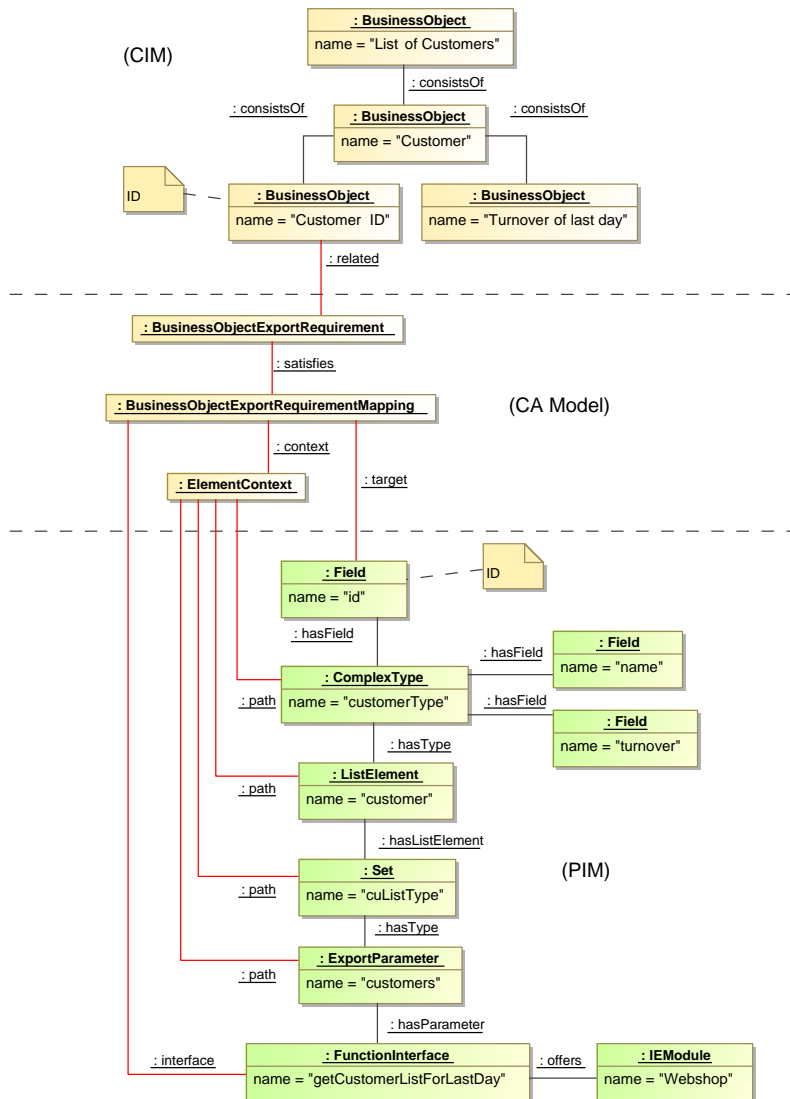 : BusinessObject
name = "List of Customers"
(CIM)
: consistsOf
: consistsOf
: BusinessObject
name = "Customer"
: consistsOf
ID
: BusinessObject
name = "Customer ID"
: BusinessObject
name = "Turnover of last day"
: related
: BusinessObjectExportRequirement
: satisfies
: BusinessObjectExportRequirementMapping
(CA Model)
: context
: ElementContext
: target
: Field
name = "id"
ID
: hasField
: hasField
: Field
name = "name"
: ComplexType
name = "customerType"
: path
: hasField
: Field
name = "turnover"
: hasType
: ListElement
name = "customer"
: path
: hasListElement
: Set
name = "cuListType"
: path
(PIM)
: hasType
: ExportParameter
name = "customers"
: path
: hasParameter
: interface
: FunctionInterface
name = "getCustomerListForLastDay"
: offers
: IEModule
name = "Webshop"